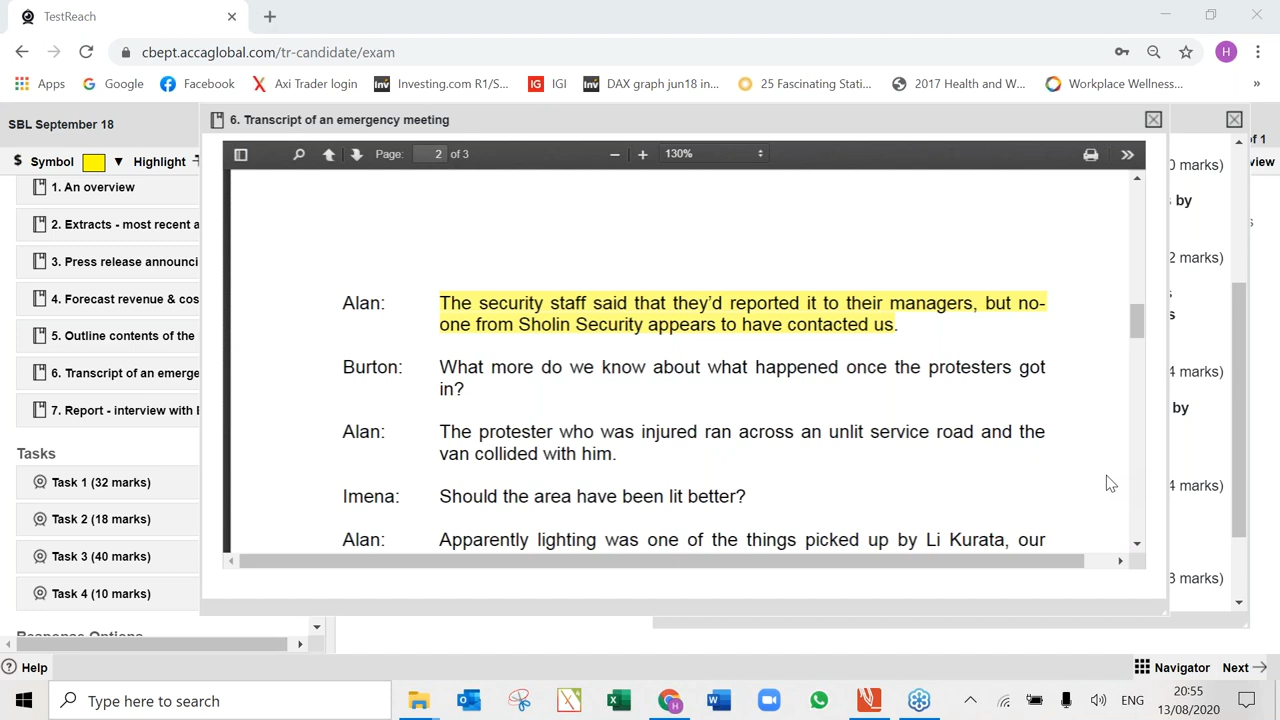 TestReach
cbept.accaglobal.com/tr-candidate/exam
H
Apps
Google
Facebook
Axi Trader login
Investing.com R1/S...
IGI
DAX graph jun18 in...
25 Fascinating Stati...
2017 Health and W...
Workplace Wellness...
»
SBL September 18
6. Transcript of an emergency meeting
of 1
$ Symbol
Highlight
view
Page: 2 of 3
130%
1. An overview
2. Extracts - most recent a
3. Press release announci
4. Forecast revenue & cos
5. Outline contents of the
6. Transcript of an emerge
7. Report - interview with E
Tasks
Task 1 (32 marks)
Task 2 (18 marks)
Task 3 (40 marks)
Task 4 (10 marks)
Alan: The security staff said that they'd reported it to their managers, but no-
one from Sholin Security appears to have contacted us.
Burton: What more do we know about what happened once the protesters got
in?
Alan: The protester who was injured ran across an unlit service road and the
van collided with him.
Imena: Should the area have been lit better?
Alan: Apparently lighting was one of the things picked up by Li Kurata, our
0 marks)
by
2 marks)
s
4 marks)
by
4 marks)
8 marks)
Help
Navigator
Next
Type here to search
ENG
20:55
13/08/2020